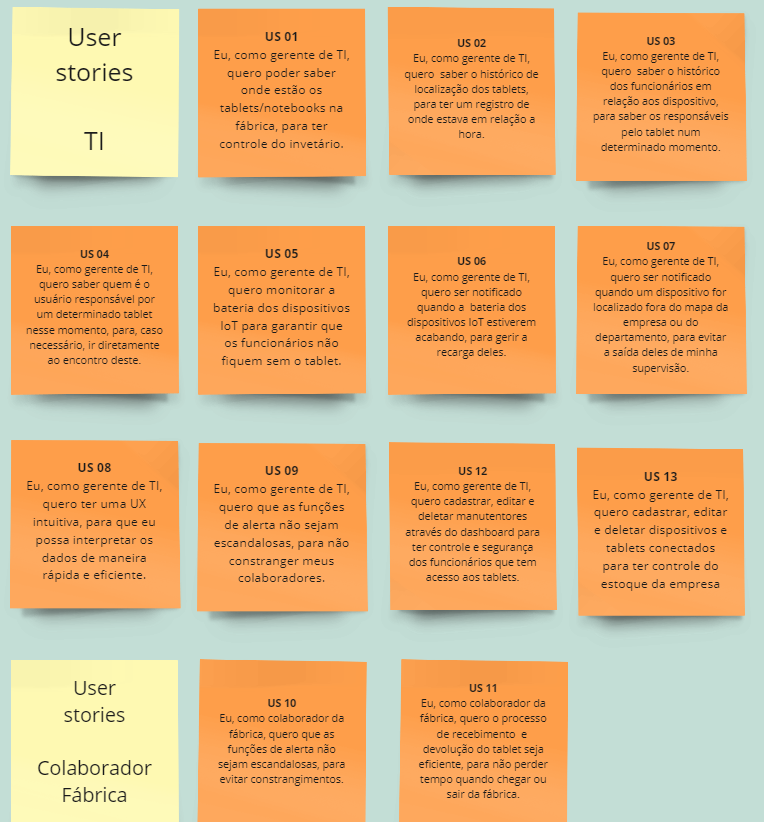 User
stories
TI
US 01
Eu, como gerente de TI,
quero poder saber
onde estão os
tablets/notebooks na
fábrica, para ter
controle do invetário.
US 02
Eu, como gerente de TI,
quero  saber o histórico de
localização dos tablets,
para ter um registro de
onde estava em relação a
hora.
US 03
Eu, como gerente de TI,
quero  saber o histórico
dos funcionários em
relação aos dispositivo,
para saber os responsáveis
pelo tablet num
determinado momento.
US 04
Eu, como gerente de TI,
quero saber quem é o
usuário responsável por
um determinado tablet
nesse momento, para, caso
necessário, ir diretamente
ao encontro deste.
US 05
Eu, como gerente de TI,
quero monitorar a
bateria dos dispositivos
IoT para garantir que
os funcionários não
fiquem sem o tablet.
US 06
Eu, como gerente de TI,
quero ser notificado
quando a  bateria dos
dispositivos IoT estiverem
acabando, para gerir a
recarga deles.
US 07
Eu, como gerente de TI,
quero ser notificado
quando um dispositivo for
localizado fora do mapa da
empresa ou do
departamento, para evitar
a saída deles de minha
supervisão.
US 08
Eu, como gerente de TI,
quero ter uma UX
intuitiva, para que eu
possa interpretar os
dados de maneira
rápida e eficiente.
US 09
Eu, como gerente de TI,
quero que as funções
de alerta não sejam
escandalosas, para não
constranger meus
colaboradores.
US 12
Eu, como gerente de TI,
quero cadastrar, editar e
deletar manutentores
através do dashboard para
ter controle e segurança
dos funcionários que tem
acesso aos tablets.
US 13
Eu, como gerente de TI,
quero cadastrar, editar
e deletar dispositivos e
tablets conectados
para ter controle do
estoque da empresa
User
stories
Colaborador
Fábrica
US 10
Eu, como colaborador da
fábrica, quero que as
funções de alerta não
sejam escandalosas, para
evitar constrangimentos.
US 11
Eu, como colaborador da
fábrica, quero o processo
de recebimento  e
devolução do tablet seja
eficiente, para não perder
tempo quando chegar ou
sair da fábrica.